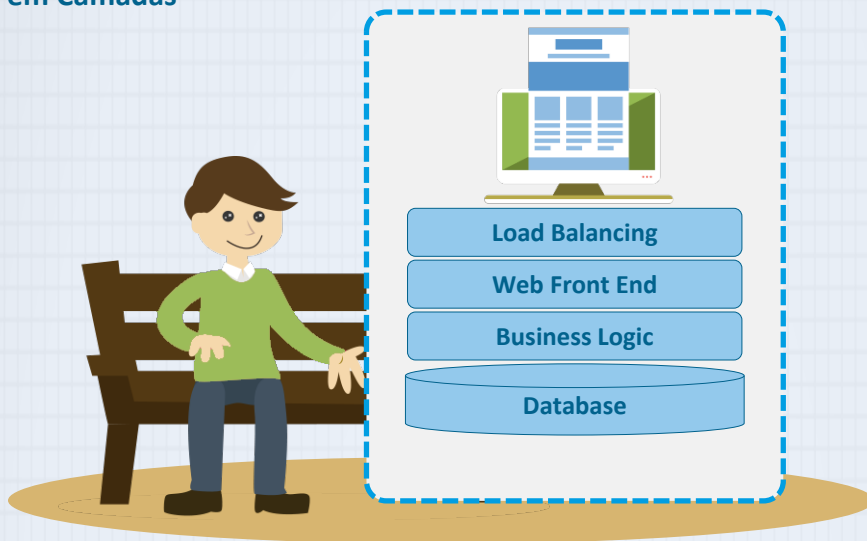 em Camadas
Load Balancing
Web Front End
Business Logic
Database